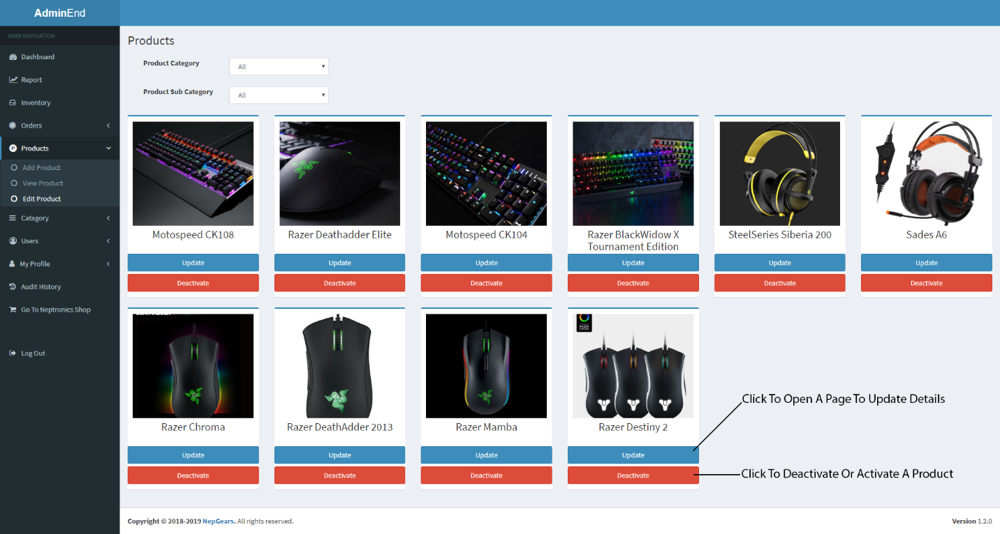 AdminEnd
MAIN NAVIGATION
Dashboard
Report
Inventory
Orders
Products
Add Product
View Product
Edit Product
Catagory
Users
My Profile
Audit History
Go To Neptronics Shop
Log Out
Products
Product Category
All
Product Sub Category
All
Motospeed CK108
Update
Deactivate
Razer Deathadder Elite
Update
Deactivate
Motospeed CK104
Update
Deactivate
Razer BlackWidow X
Tournament Edition
Update
Deactivate
SteelSeries Siberia 200
Update
Deactivate
Sades A6
Update
Deactivate
Razer Chroma
Update
Deactivate
Razer DeathAdder 2013
Update
Deactivate
Razer Mamba
Update
Deactivate
Razer Destiny 2
Update
Deactivate
Click To Open A Page To Update Details
Click To Deactivate Or Activate A Product
Copyright © 2018-2019 NepGears. All rights reserved.
Version 1.2.0